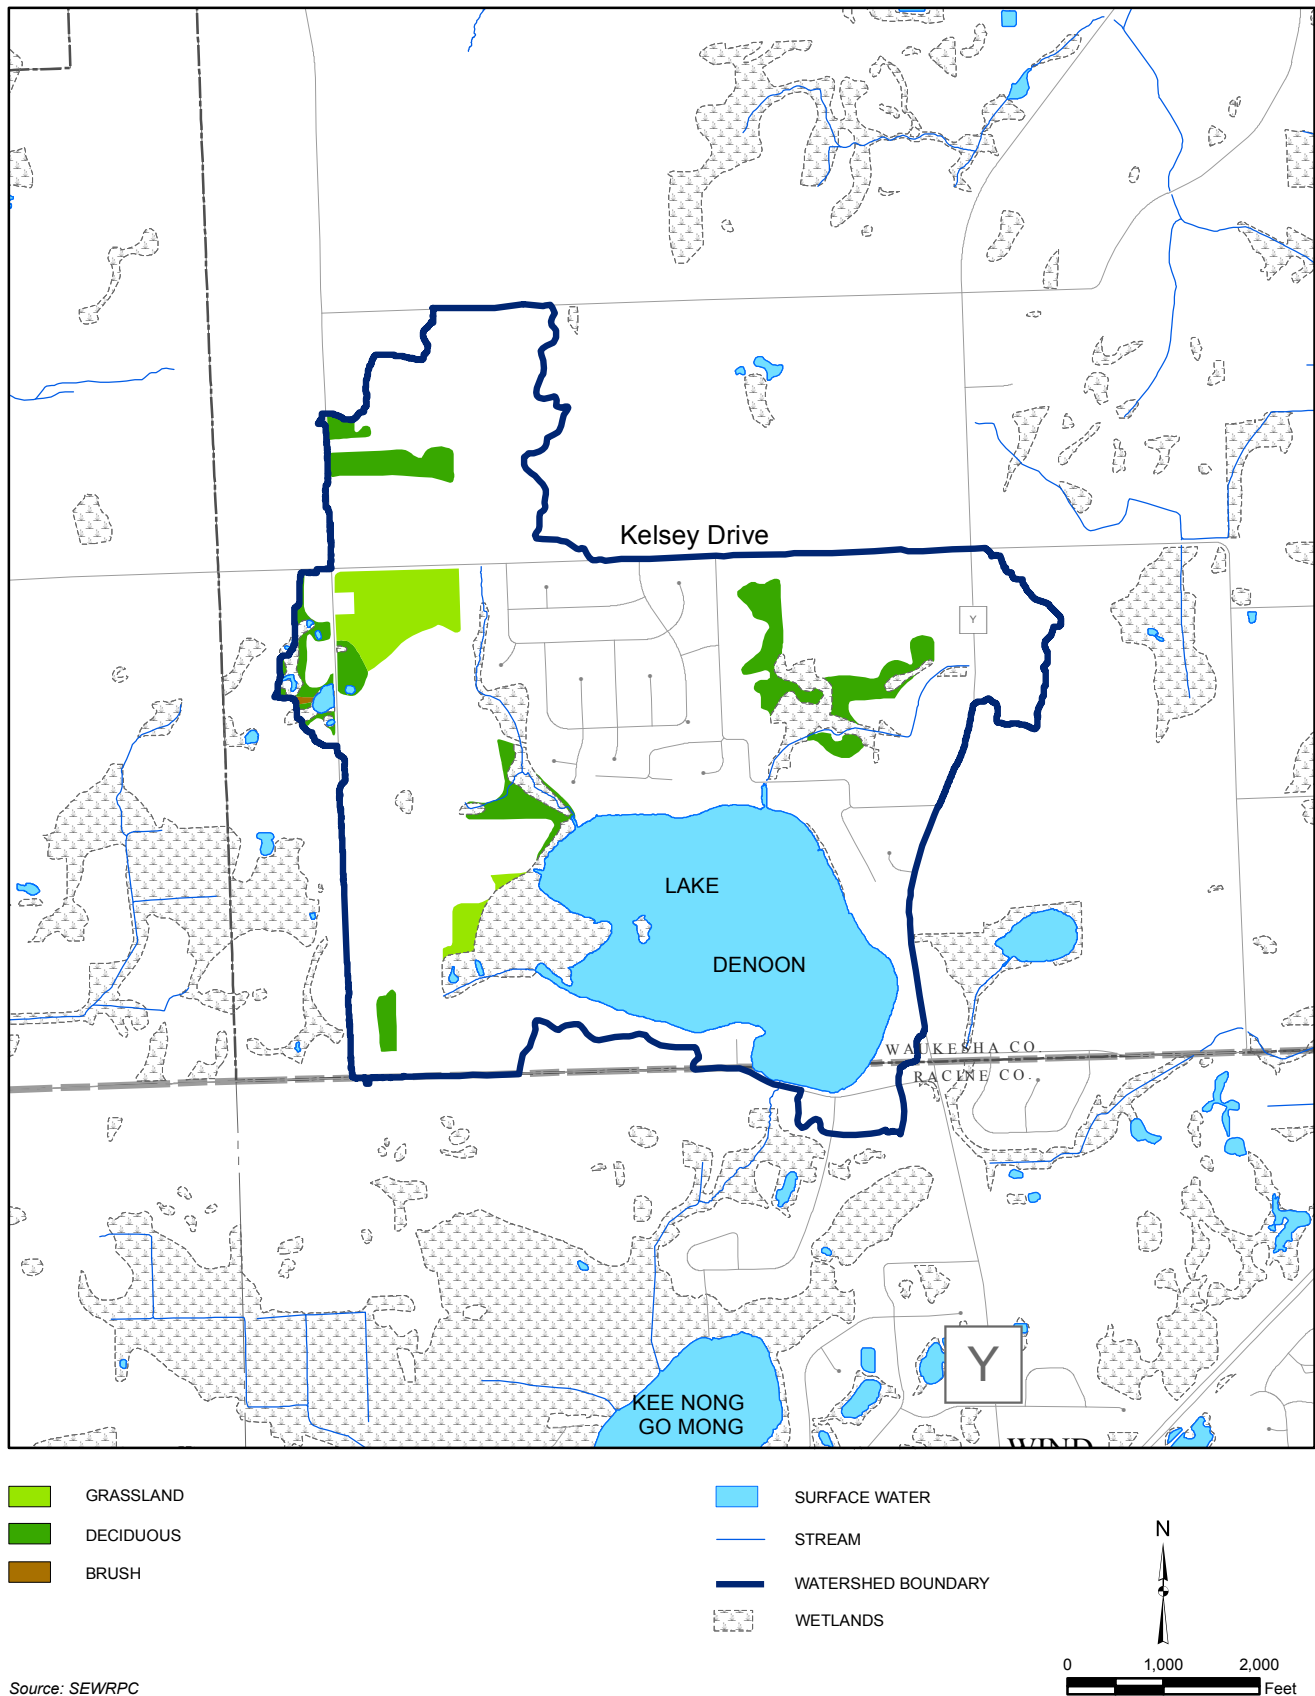 Kelsey Drive
Y
LAKE
DENOON
WAUKESHA CO.
RACINE CO.
Y
KEE NONG
GO MONG
WIND
GRASSLAND
DECIDUOUS
BRUSH
SURFACE WATER
STREAM
WATERSHED BOUNDARY
WETLANDS
N
0 1,000 2,000
Feet
Source: SEWRPC